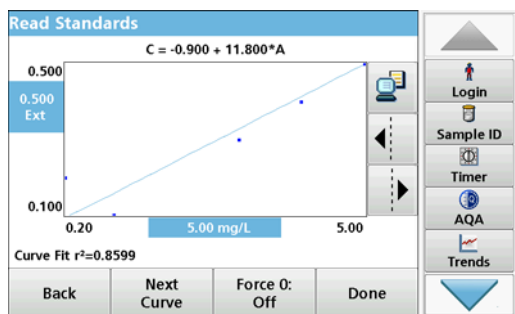 Read Standards
C = -0.900 + 11.800*A
0.500
0.500
Ext
0.100
0.20
5.00 mg/L
5.00
Curve Fit r²=0.8599
Back
Next
Curve
Force 0:
Off
Done
Login
Sample ID
Timer
AQA
Trends